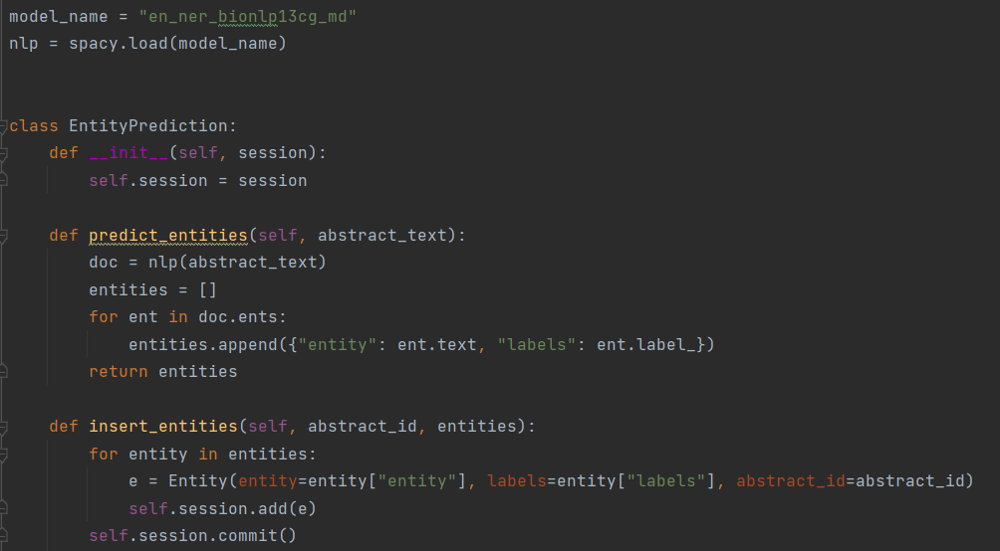 model_name = "en_ner_bionlp13cg_md"
nlp = spacy.load(model_name)
class EntityPrediction:
    def __init__(self, session):
        self.session = session
    def predict_entities(self, abstract_text):
        doc = nlp(abstract_text)
        entities = []
        for ent in doc.ents:
            entities.append({"entity": ent.text, "labels": ent.label_})
        return entities
    def insert_entities(self, abstract_id, entities):
        for entity in entities:
            e = Entity(entity=entity["entity"], labels=entity["labels"], abstract_id=abstract_id)
            self.session.add(e)
        self.session.commit()